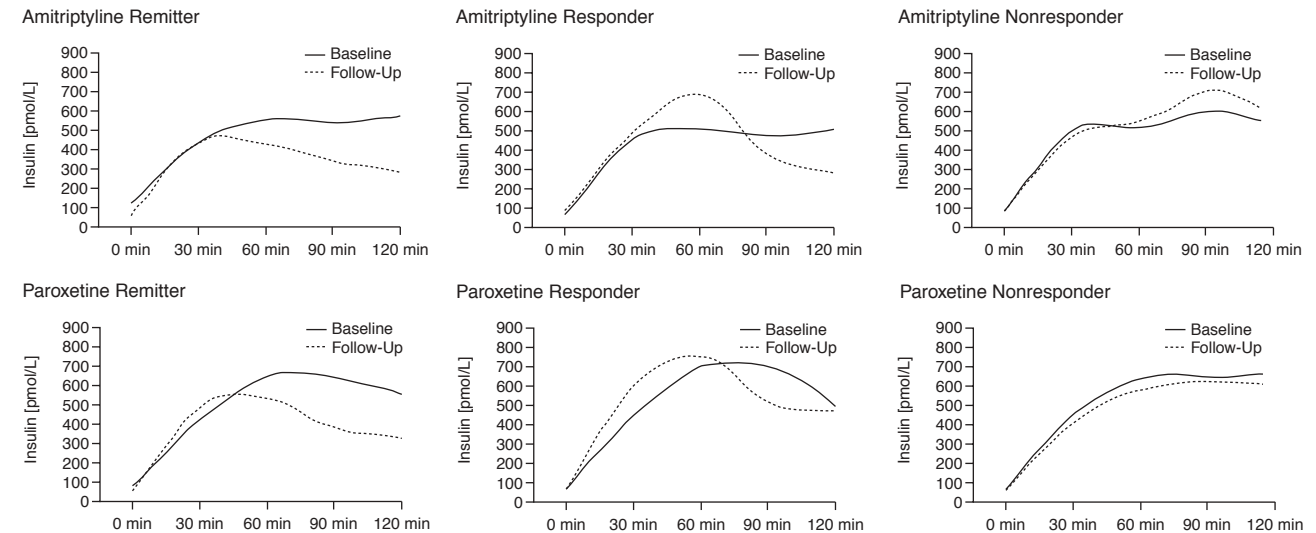 Amitriptyline Remitter
Insulin [pmol/L]
900
800
700
600
500
400
300
200
100
0
Baseline
Follow-Up
0 min 30 min 60 min 90 min 120 min
Amitriptyline Responder
Insulin [pmol/L]
900
800
700
600
500
400
300
200
100
0
Baseline
Follow-Up
0 min 30 min 60 min 90 min 120 min
Amitriptyline Nonresponder
Insulin [pmol/L]
900
800
700
600
500
400
300
200
100
0
Baseline
Follow-Up
0 min 30 min 60 min 90 min 120 min
Paroxetine Remitter
Insulin [pmol/L]
900
800
700
600
500
400
300
200
100
0
Baseline
Follow-Up
0 min 30 min 60 min 90 min 120 min
Paroxetine Responder
Insulin [pmol/L]
900
800
700
600
500
400
300
200
100
0
Baseline
Follow-Up
0 min 30 min 60 min 90 min 120 min
Paroxetine Nonresponder
Insulin [pmol/L]
900
800
700
600
500
400
300
200
100
0
Baseline
Follow-Up
0 min 30 min 60 min 90 min 120 min